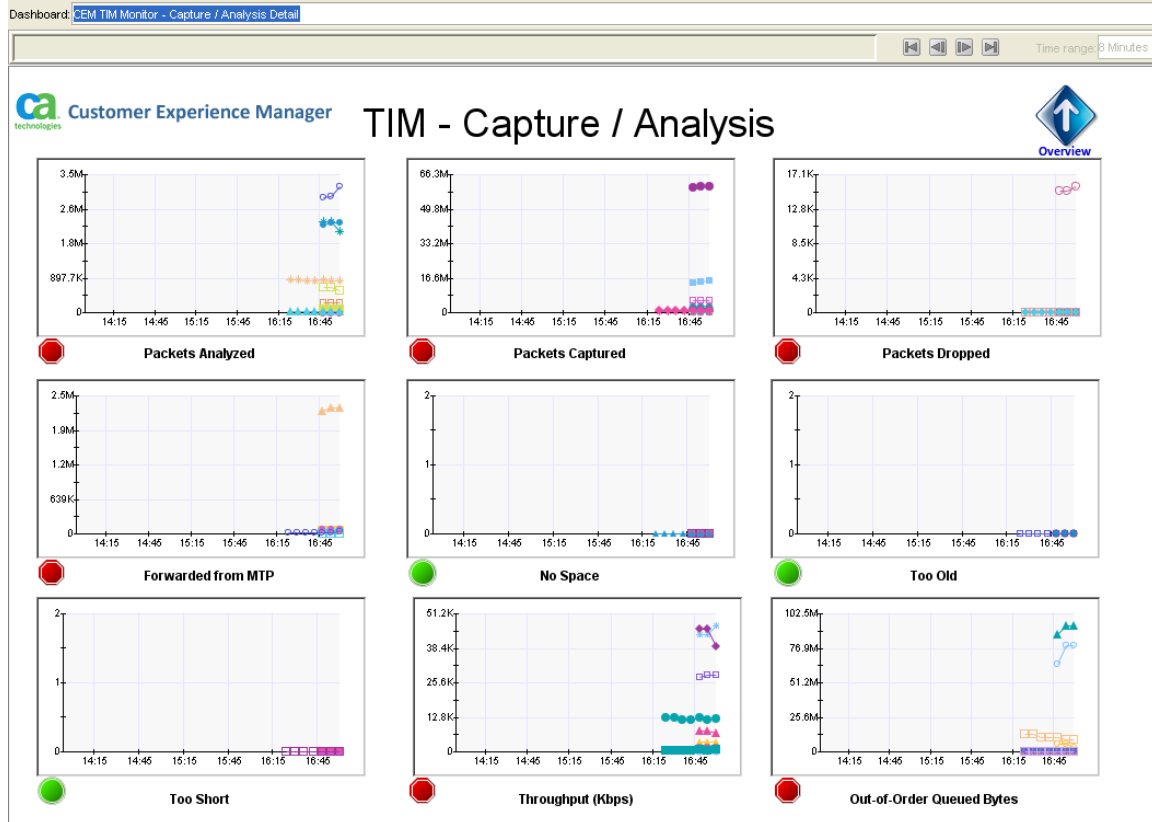 Dashboard: CEM TIM Monitor - Capture / Analysis Detail
Time range: 8 Minutes
ca technologies Customer Experience Manager
TIM - Capture / Analysis
Overview
3.5M
2.6M
1.8M
897.7K
0
14:15 14:45 15:15 15:45 16:15 16:45
Packets Analyzed
66.3M
49.8M
33.2M
16.6M
0
14:15 14:45 15:15 15:45 16:15 16:45
Packets Captured
17.1K
12.8K
8.5K
4.3K
0
14:15 14:45 15:15 15:45 16:15 16:45
Packets Dropped
2.5M
1.9M
1.2M
639K
0
14:15 14:45 15:15 15:45 16:15 16:45
Forwarded from MTP
2
1
0
14:15 14:45 15:15 15:45 16:15 16:45
No Space
2
1
0
14:15 14:45 15:15 15:45 16:15 16:45
Too Old
2
1
0
14:15 14:45 15:15 15:45 16:15 16:45
Too Short
51.2K
38.4K
25.6K
12.8K
0
14:15 14:45 15:15 15:45 16:15 16:45
Throughput (Kbps)
102.5M
76.9M
51.2M
25.6M
0
14:15 14:45 15:15 15:45 16:15 16:45
Out-of-Order Queued Bytes